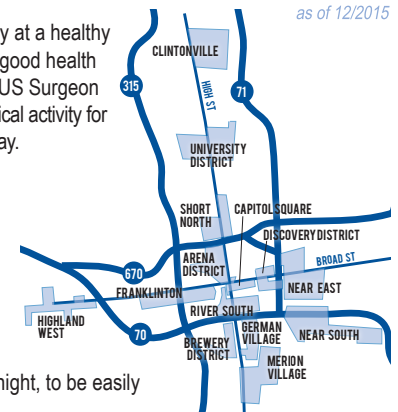 as of 12/2015
y at a healthy
good health
US Surgeon
ical activity for
ay.
CLINTONVILLE
315
HIGH ST
71
UNIVERSITY
DISTRICT
SHORT
NORTH
CAPITOL SQUARE
DISCOVERY DISTRICT
ARENA
DISTRICT
BROAD ST
670
FRANKLINTON
NEAR EAST
RIVER SOUTH
HIGHLAND
WEST
70
GERMAN
VILLAGE
NEAR SOUTH
BREWERY
DISTRICT
MERION
VILLAGE
night, to be easily